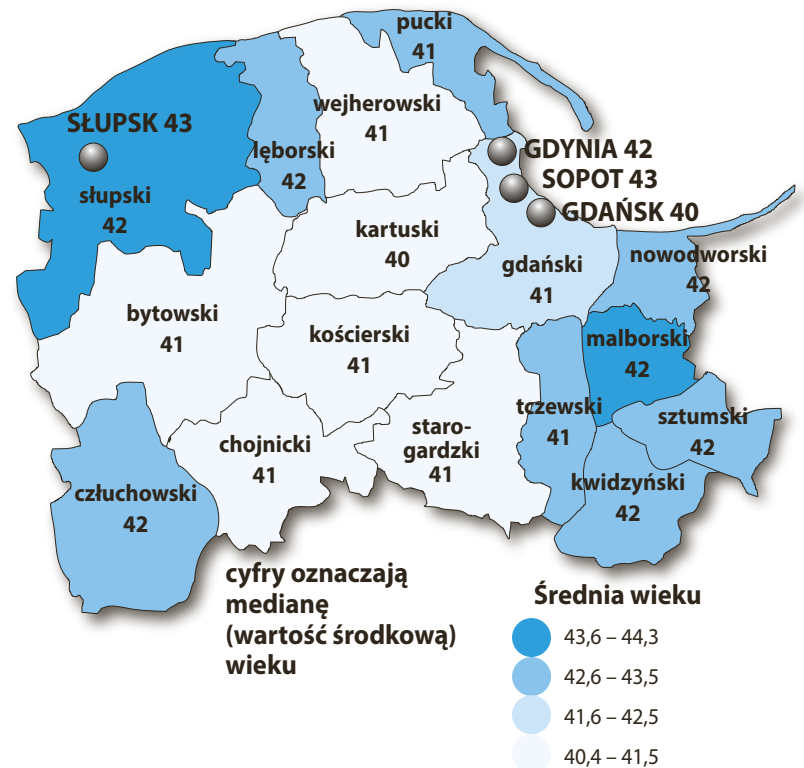 pucki
41
wejherowski
41
SŁUPSK 43
lęborski
42
GDYNIA 42
SOPOT 43
GDAŃSK 40
słupski
42
kartuski
40
gdański
41
nowodworski
42
bytowski
41
kościerski
41
malborski
42
tczewski
41
sztumski
42
staro-
gardzki
41
chojnicki
41
człuchowski
42
kwidzyński
42
cyfry oznaczają
medianę
(wartość środkową)
wieku
Średnia wieku
43,6 – 44,3
42,6 – 43,5
41,6 – 42,5
40,4 – 41,5